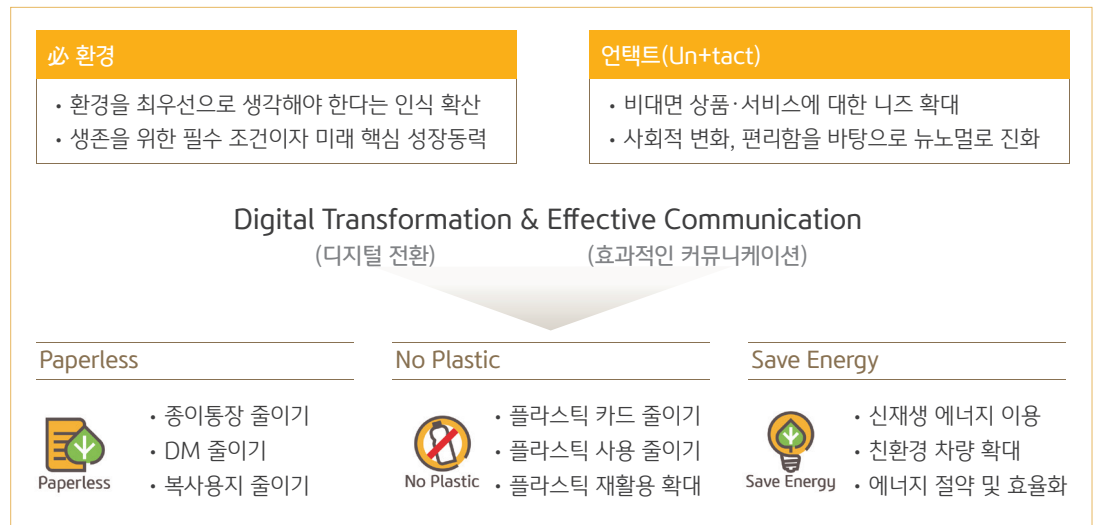 必 환경
• 환경을 최우선으로 생각해야 한다는 인식 확산
• 생존을 위한 필수 조건이자 미래 핵심 성장동력
언택트(Un+tact)
• 비대면 상품·서비스에 대한 니즈 확대
• 사회적 변화, 편리함을 바탕으로 뉴노멀로 진화
Digital Transformation & Effective Communication
(디지털 전환) (효과적인 커뮤니케이션)
Paperless
Paperless
• 종이통장 줄이기
• DM 줄이기
• 복사용지 줄이기
No Plastic
No Plastic
• 플라스틱 카드 줄이기
• 플라스틱 사용 줄이기
• 플라스틱 재활용 확대
Save Energy
Save Energy
• 신재생 에너지 이용
• 친환경 차량 확대
• 에너지 절약 및 효율화